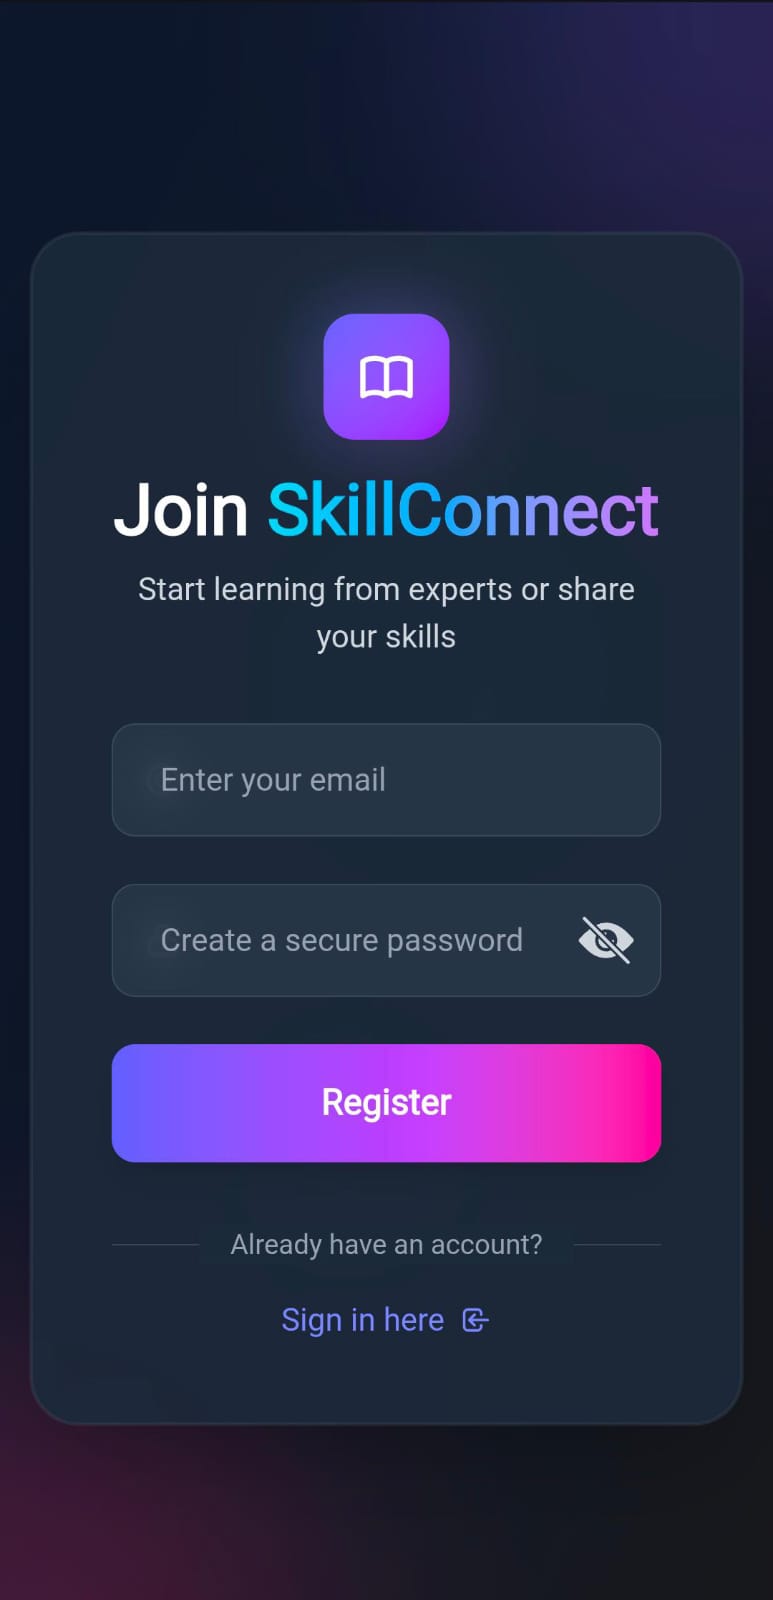 Join SkillConnect
Start learning from experts or share
your skills
Enter your email
Create a secure password
Register
Already have an account?
Sign in here